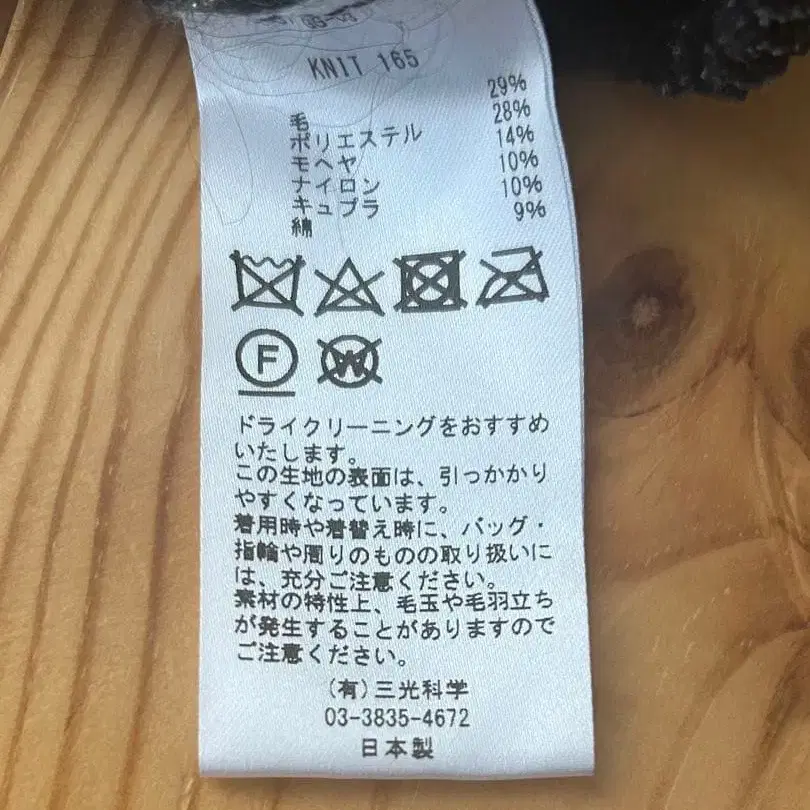 KNIT 165
毛 29%
ポリエステル 28%
モヘヤ 14%
ナイロン 10%
キュプラ 10%
綿 9%
F W
ドライクリーニングをおすすめ
いたします。
この生地の表面は、引っかかり
やすくなっています。
着用時や着替え時に、バッグ・
指輪や周りのものの取り扱いに
は、充分ご注意ください。
素材の特性上、毛玉や毛羽立ち
が発生することがありますので
ご注意ください。
(有)三光科学
03-3835-4672
日本製